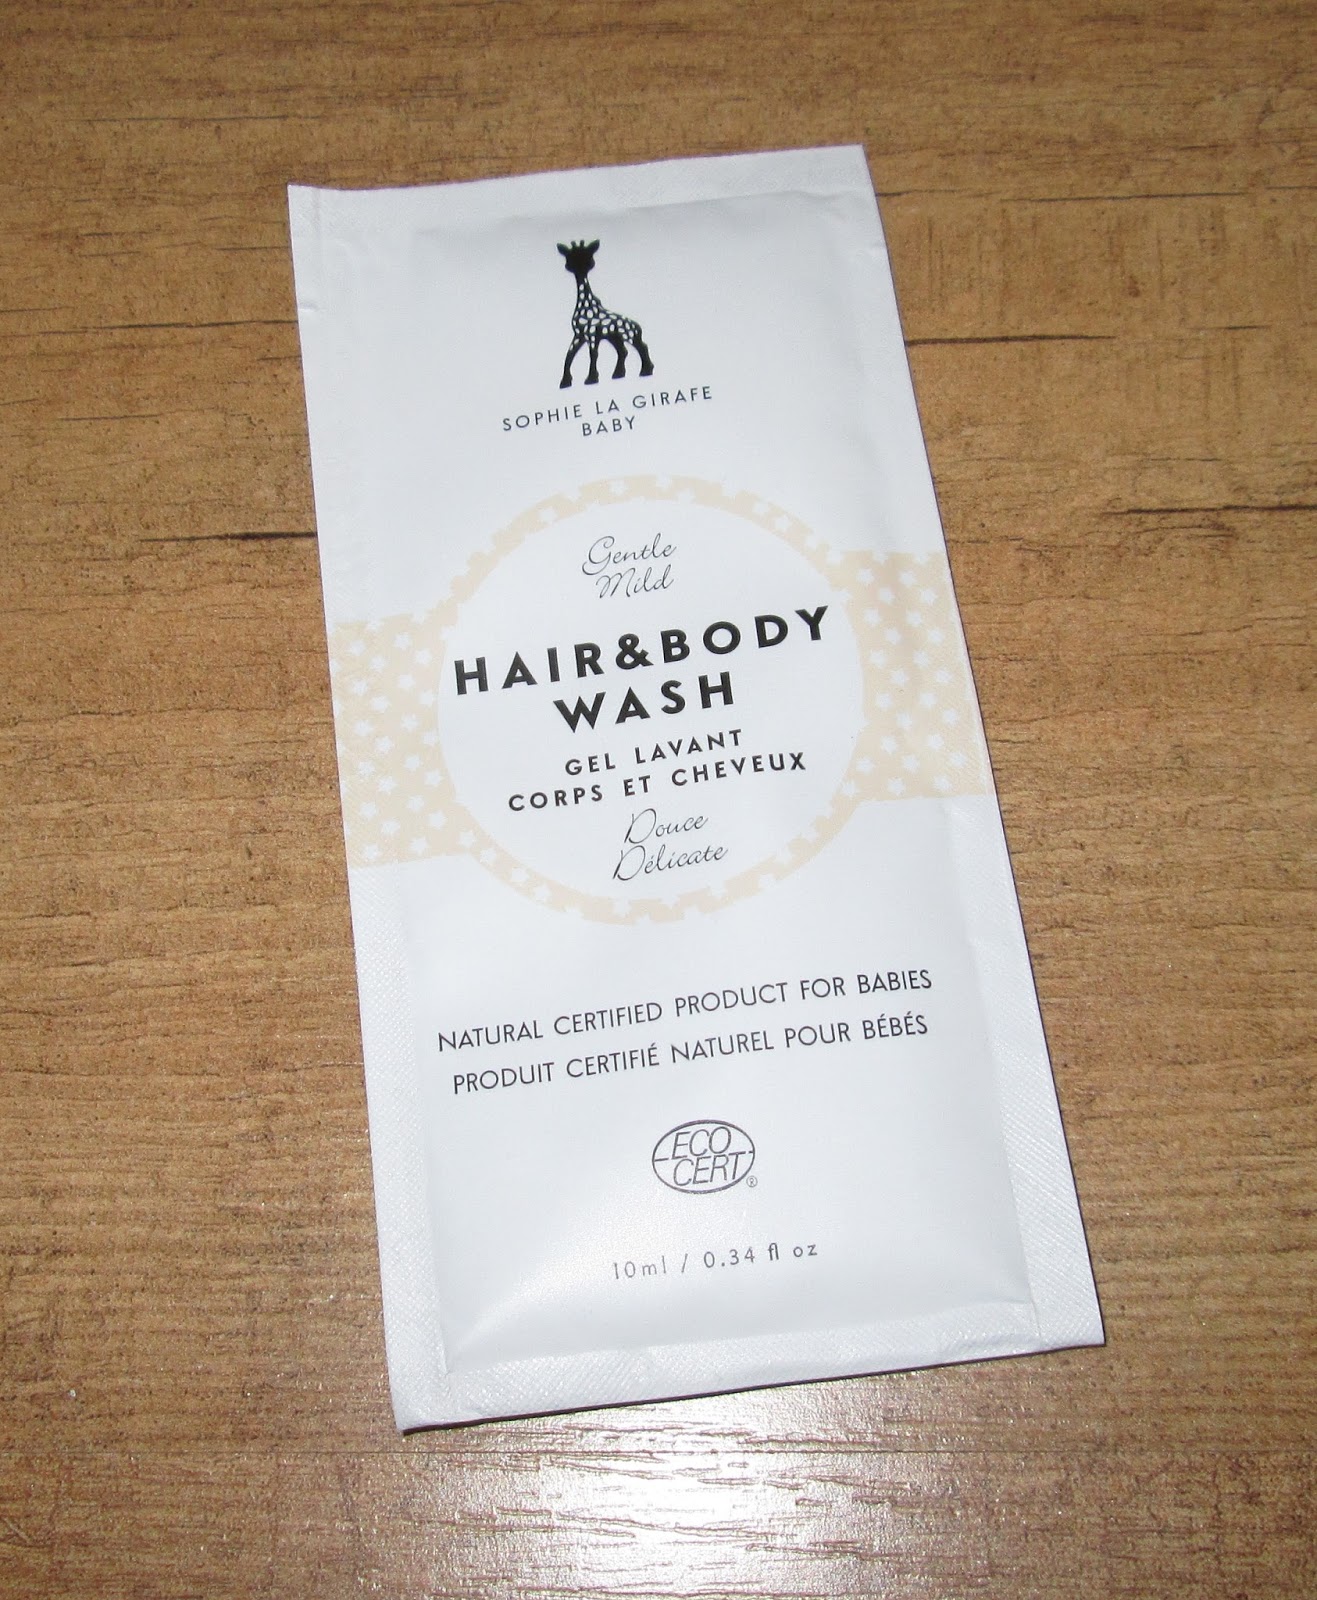 SOPHIE LA GIRAFE
BABY
Gentle
Mild
HAIR&BODY
WASH
GEL LAVANT
CORPS ET CHEVEUX
Douce
Délicate
NATURAL CERTIFIED PRODUCT FOR BABIES
PRODUIT CERTIFIÉ NATUREL POUR BÉBÉS
ECO
CERT®
10ml / 0.34 fl oz